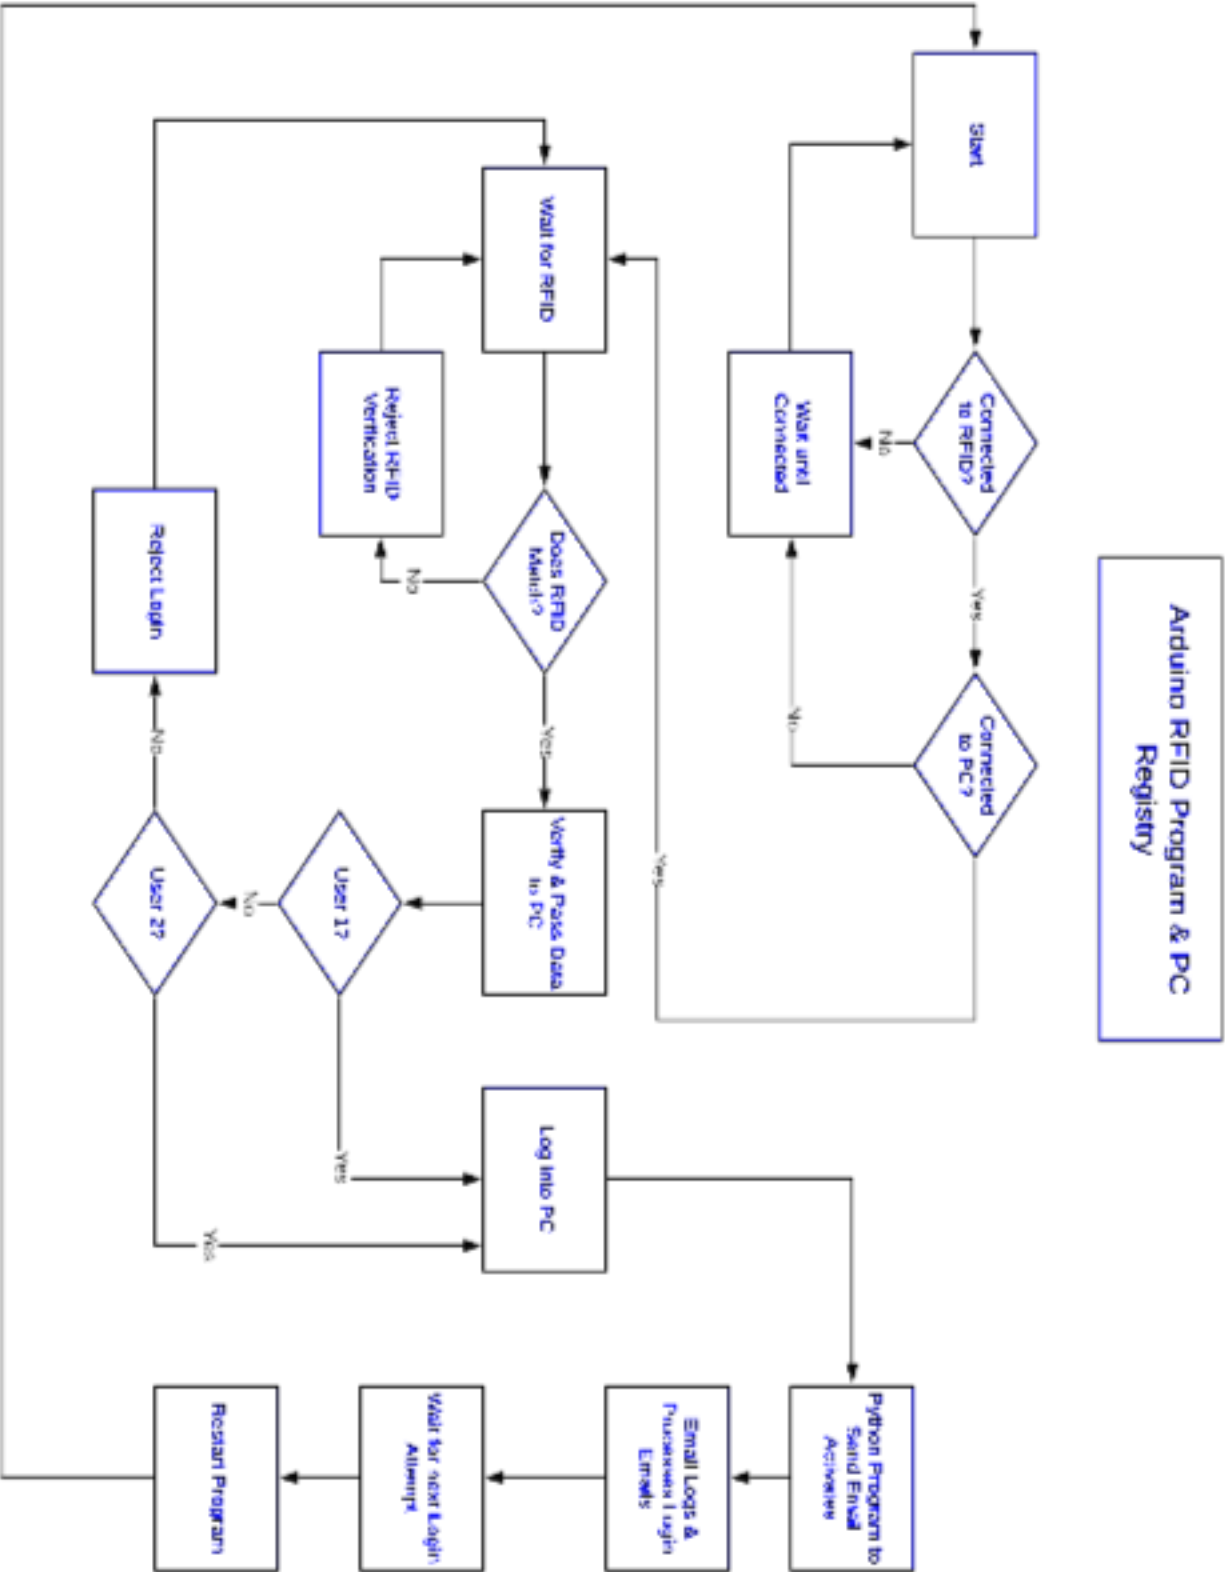 Arduino RFID Program & PC
Registry
Start
Connected
to RFID?
Yes
Connected
to PC?
No
Wait until
Connected
No
Yes
Wait for RFID
Does RFID
Match?
Yes
Verify & Pass Data
to PC
Log into PC
Python Program to
Send Email
No
Reject RFID
Verification
User 1?
Yes
Email Logs &
Processes Login
Emails
No
Reject Login
No
User 2?
Yes
Wait for next Login
Attempt
Restart Program